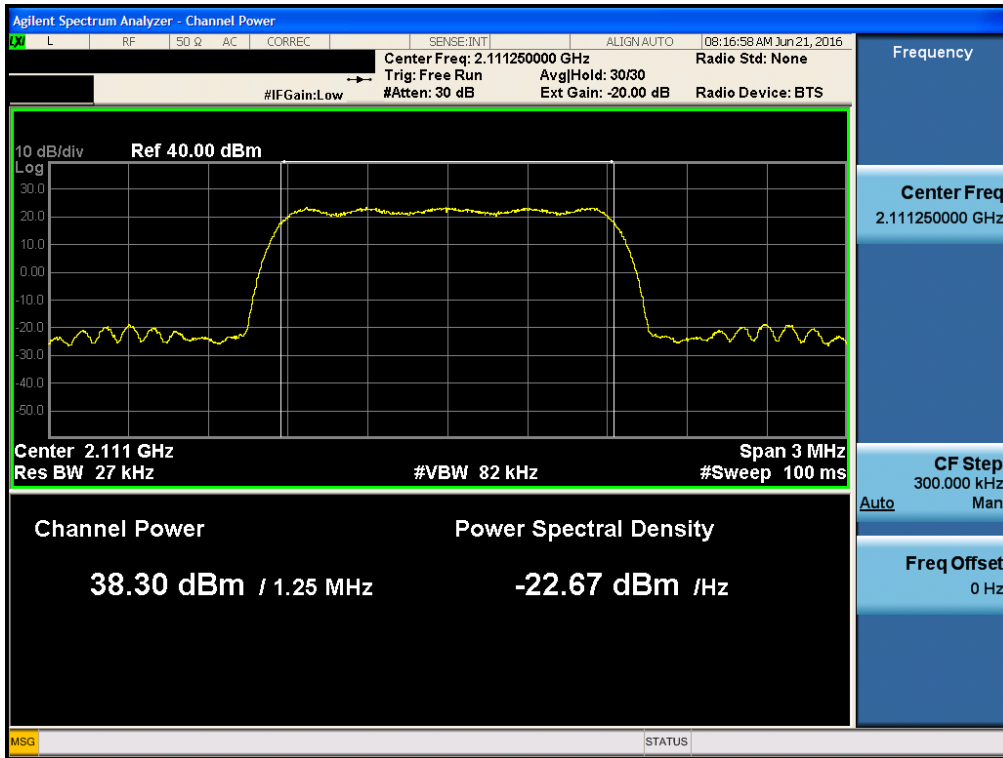 Agilent Spectrum Analyzer - Channel Power
LXI L RF 50 Ω AC CORREC SENSE:INT ALIGN AUTO 08:16:58 AM Jun 21, 2016
Center Freq: 2.111250000 GHz Radio Std: None
Trig: Free Run Avg|Hold: 30/30
#IFGain:Low #Atten: 30 dB Ext Gain: -20.00 dB Radio Device: BTS
10 dB/div Ref 40.00 dBm
Log
30.0
20.0
10.0
0.00
-10.0
-20.0
-30.0
-40.0
-50.0
Center 2.111 GHz Span 3 MHz
Res BW 27 kHz #VBW 82 kHz #Sweep 100 ms
Channel Power Power Spectral Density
38.30 dBm / 1.25 MHz -22.67 dBm /Hz
Frequency
Center Freq
2.111250000 GHz
CF Step
300.000 kHz
Auto Man
Freq Offset
0 Hz
MSG STATUS